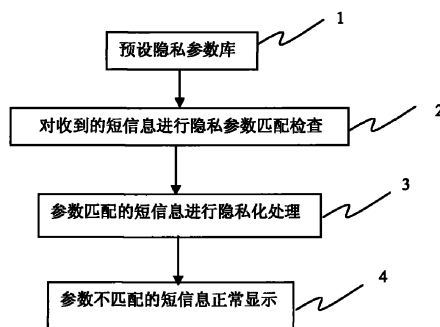 1
预设隐私参数库
2
对收到的短信息进行隐私参数匹配检查
3
参数匹配的短信息进行隐私化处理
4
参数不匹配的短信息正常显示